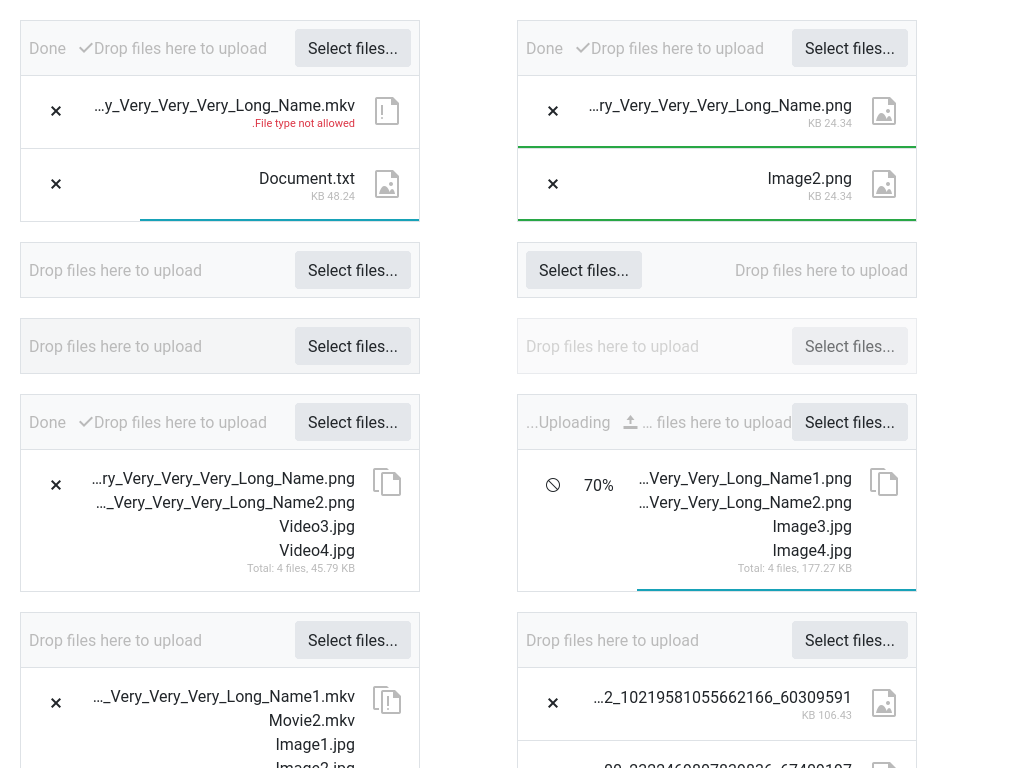 Done Drop files here to upload Select files...
...y_Very_Very_Very_Long_Name.mkv
.File type not allowed
Document.txt
KB 48.24
Done Drop files here to upload Select files...
...ry_Very_Very_Very_Long_Name.png
KB 24.34
Image2.png
KB 24.34
Drop files here to upload Select files...
Select files... Drop files here to upload
Drop files here to upload Select files...
Drop files here to upload Select files...
Done Drop files here to upload Select files...
...ry_Very_Very_Very_Long_Name.png
..._Very_Very_Very_Long_Name2.png
Video3.jpg
Video4.jpg
Total: 4 files, 45.79 KB
...Uploading ... files here to upload Select files...
70% ...Very_Very_Long_Name1.png
...Very_Very_Long_Name2.png
Image3.jpg
Image4.jpg
Total: 4 files, 177.27 KB
Drop files here to upload Select files...
..._Very_Very_Very_Long_Name1.mkv
Movie2.mkv
Image1.jpg
Image2.jpg
Drop files here to upload Select files...
...2_10219581055662166_60309591
KB 106.43